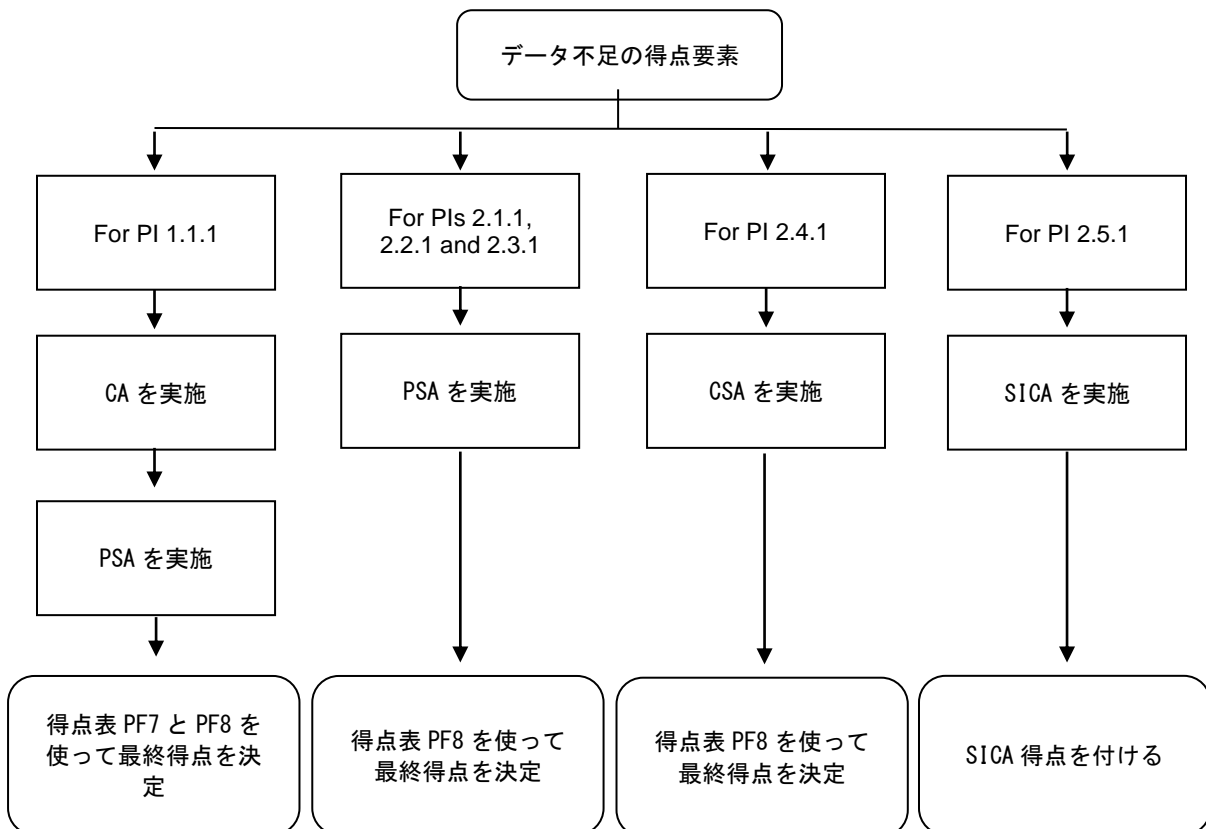 データ不足の得点要素
For PI 1.1.1
For PIs 2.1.1,
2.2.1 and 2.3.1
For PI 2.4.1
For PI 2.5.1
CA を実施
PSA を実施
CSA を実施
SICA を実施
PSA を実施
得点表 PF7 と PF8 を
使って最終得点を決
定
得点表 PF8 を使って
最終得点を決定
得点表 PF8 を使って
最終得点を決定
SICA 得点を付ける